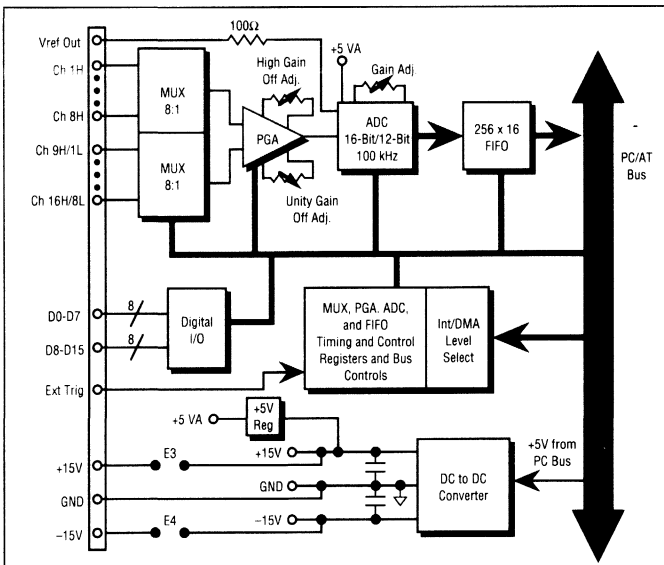 Vref Out
100Ω
Ch 1H
MUX
8:1
Ch 8H
Ch 9H/1L
MUX
8:1
Ch 16H/8L
High Gain
Off Adj.
PGA
Unity Gain
Off Adj.
+5 VA
Gain Adj.
ADC
16-Bit/12-Bit
100 kHz
256 x 16
FIFO
PC/AT
Bus
D0-D7
8
D8-D15
8
Digital
I/O
Ext Trig
MUX, PGA. ADC,
and FIFO
Timing and Control
Registers and Bus
Controls
Int/DMA
Level
Select
+5 VA
+5V
Reg
+15V
E3
+15V
GND
GND
-15V
E4
-15V
DC to DC
Converter
+5V from
PC Bus